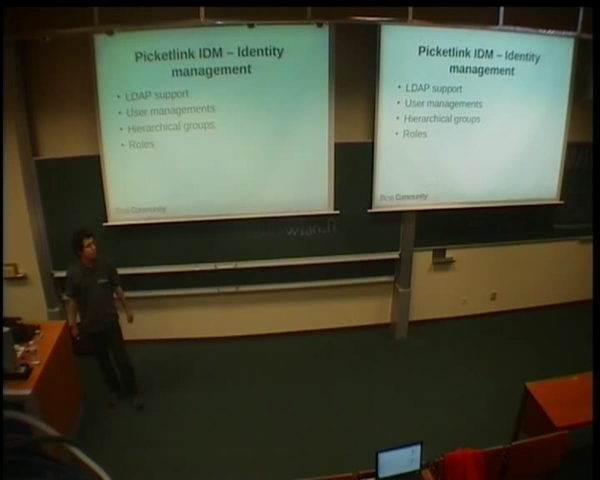 Picketlink IDM – Identity
management
• LDAP support
• User managements
• Hierarchical groups
• Roles
JBoss Community
Picketlink IDM – Identity
management
• LDAP support
• User managements
• Hierarchical groups
• Roles
JBoss Community